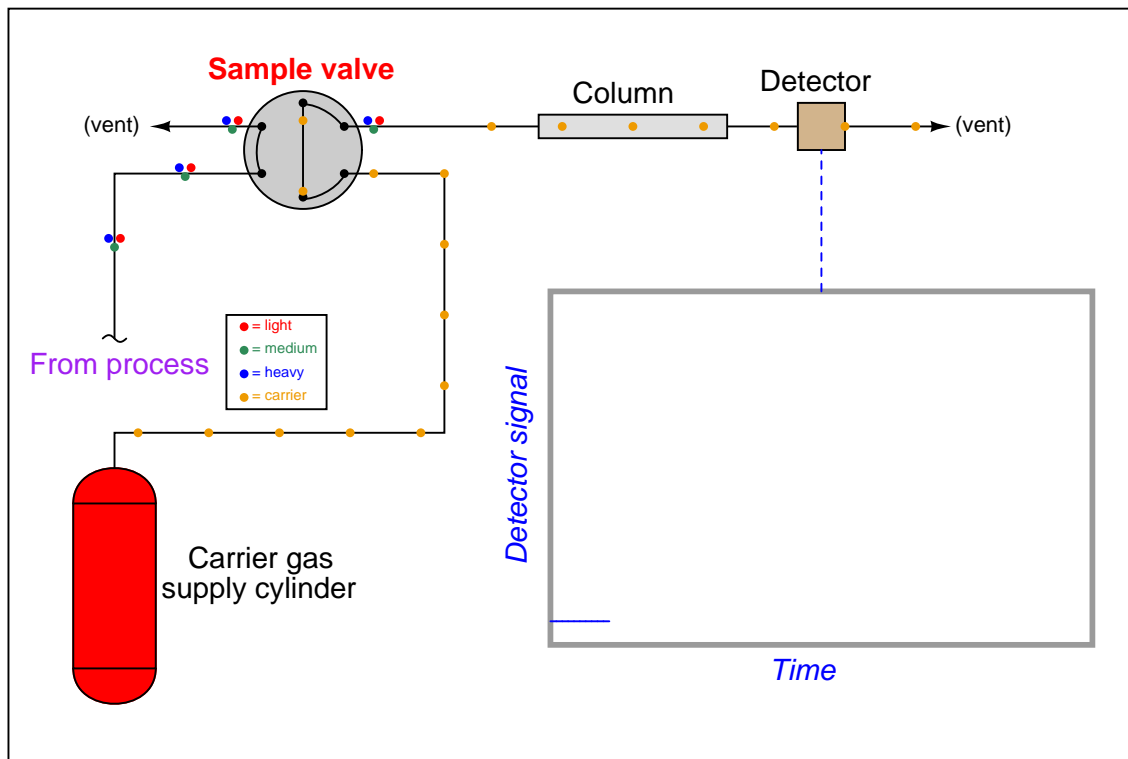 Sample valve
Column
Detector
(vent)
(vent)
= light
= medium
= heavy
= carrier
From process
Detector signal
Carrier gas
supply cylinder
Time